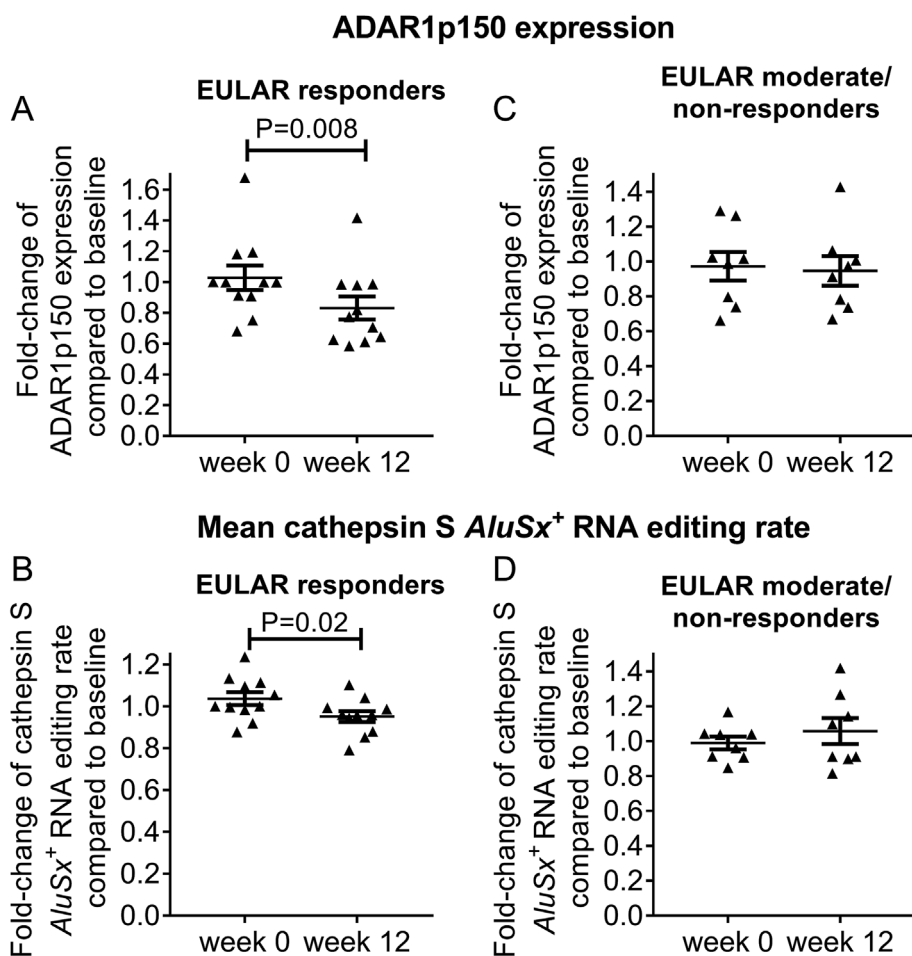 ADAR1p150 expression
A
EULAR responders
P=0.008
Fold-change of
ADAR1p150 expression
compared to baseline
1.6
1.4
1.2
1.0
0.8
0.6
0.4
0.2
0.0
week 0 week 12
C
EULAR moderate/
non-responders
Fold-change of
ADAR1p150 expression
compared to baseline
1.4
1.2
1.0
0.8
0.6
0.4
0.2
0.0
week 0 week 12
Mean cathepsin S AluSx⁺ RNA editing rate
B
EULAR responders
P=0.02
Fold-change of cathepsin S
AluSx⁺ RNA editing rate
compared to baseline
1.2
1.0
0.8
0.6
0.4
0.2
0.0
week 0 week 12
D
EULAR moderate/
non-responders
Fold-change of cathepsin S
AluSx⁺ RNA editing rate
compared to baseline
1.4
1.2
1.0
0.8
0.6
0.4
0.2
0.0
week 0 week 12